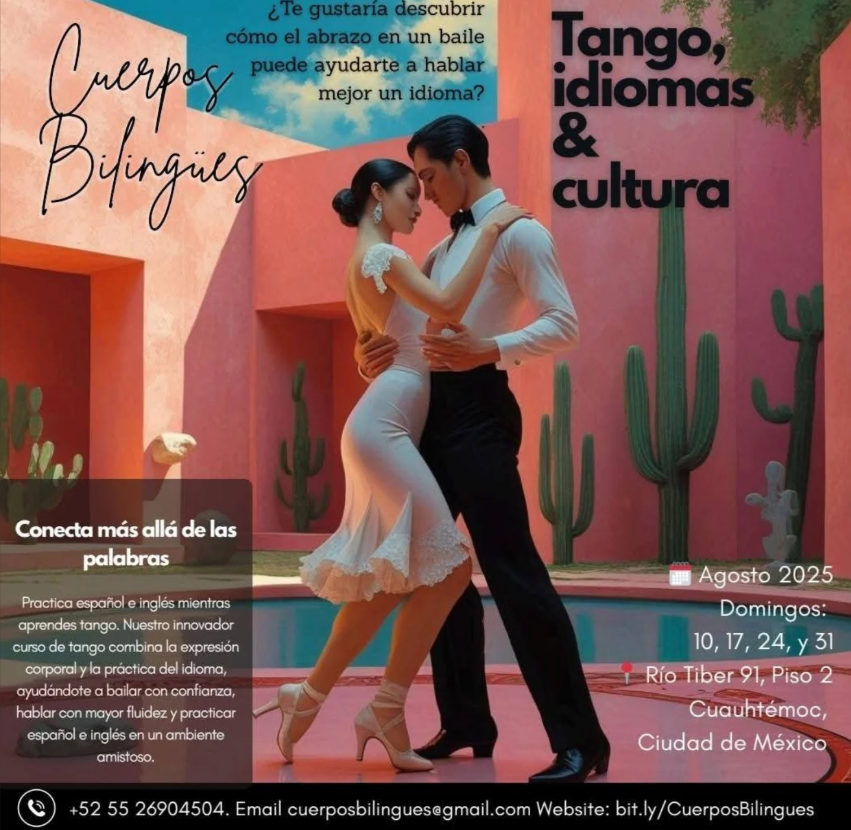 ¿Te gustaría descubrir
cómo el abrazo en un baile
puede ayudarte a hablar
mejor un idioma?
Cuerpos
Bilingües
Tango,
idiomas
&
cultura
Conecta más allá de las
palabras
Practica español e inglés mientras
aprendes tango. Nuestro innovador
curso de tango combina la expresión
corporal y la práctica del idioma,
ayudándote a bailar con confianza,
hablar con mayor fluidez y practicar
español e inglés en un ambiente
amistoso.
Agosto 2025
Domingos:
10, 17, 24, y 31
Río Tiber 91, Piso 2
Cuauhtémoc,
Ciudad de México
+52 55 26904504. Email cuerposbilingues@gmail.com Website: bit.ly/CuerposBilingues